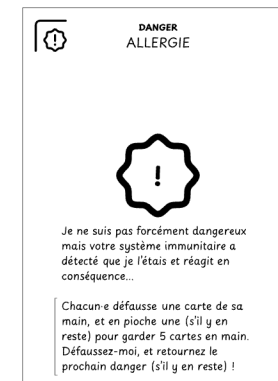 DANGER
ALLERGIE
!
!
Je ne suis pas forcément dangereux
mais votre système immunitaire a
détecté que je l'étais et réagit en
conséquence...
Chacun·e défausse une carte de sa
main, et en pioche une (s'il y en
reste) pour garder 5 cartes en main.
Défaussez-moi, et retournez le
prochain danger (s'il y en reste) !